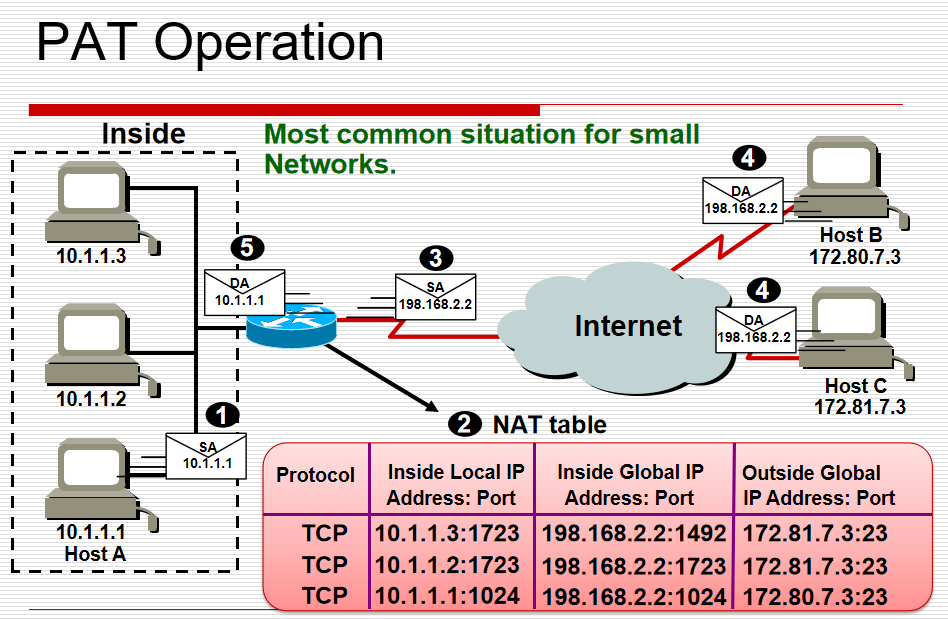 PAT Operation
Inside
Most common situation for small
Networks.
10.1.1.3
10.1.1.2
10.1.1.1
Host A
1
SA
10.1.1.1
5
DA
10.1.1.1
3
SA
198.168.2.2
Internet
4
DA
198.168.2.2
Host B
172.80.7.3
4
DA
198.168.2.2
Host C
172.81.7.3
2 NAT table
Protocol
Inside Local IP
Address: Port
Inside Global IP
Address: Port
Outside Global
IP Address: Port
TCP 10.1.1.3:1723 198.168.2.2:1492 172.81.7.3:23
TCP 10.1.1.2:1723 198.168.2.2:1723 172.81.7.3:23
TCP 10.1.1.1:1024 198.168.2.2:1024 172.80.7.3:23